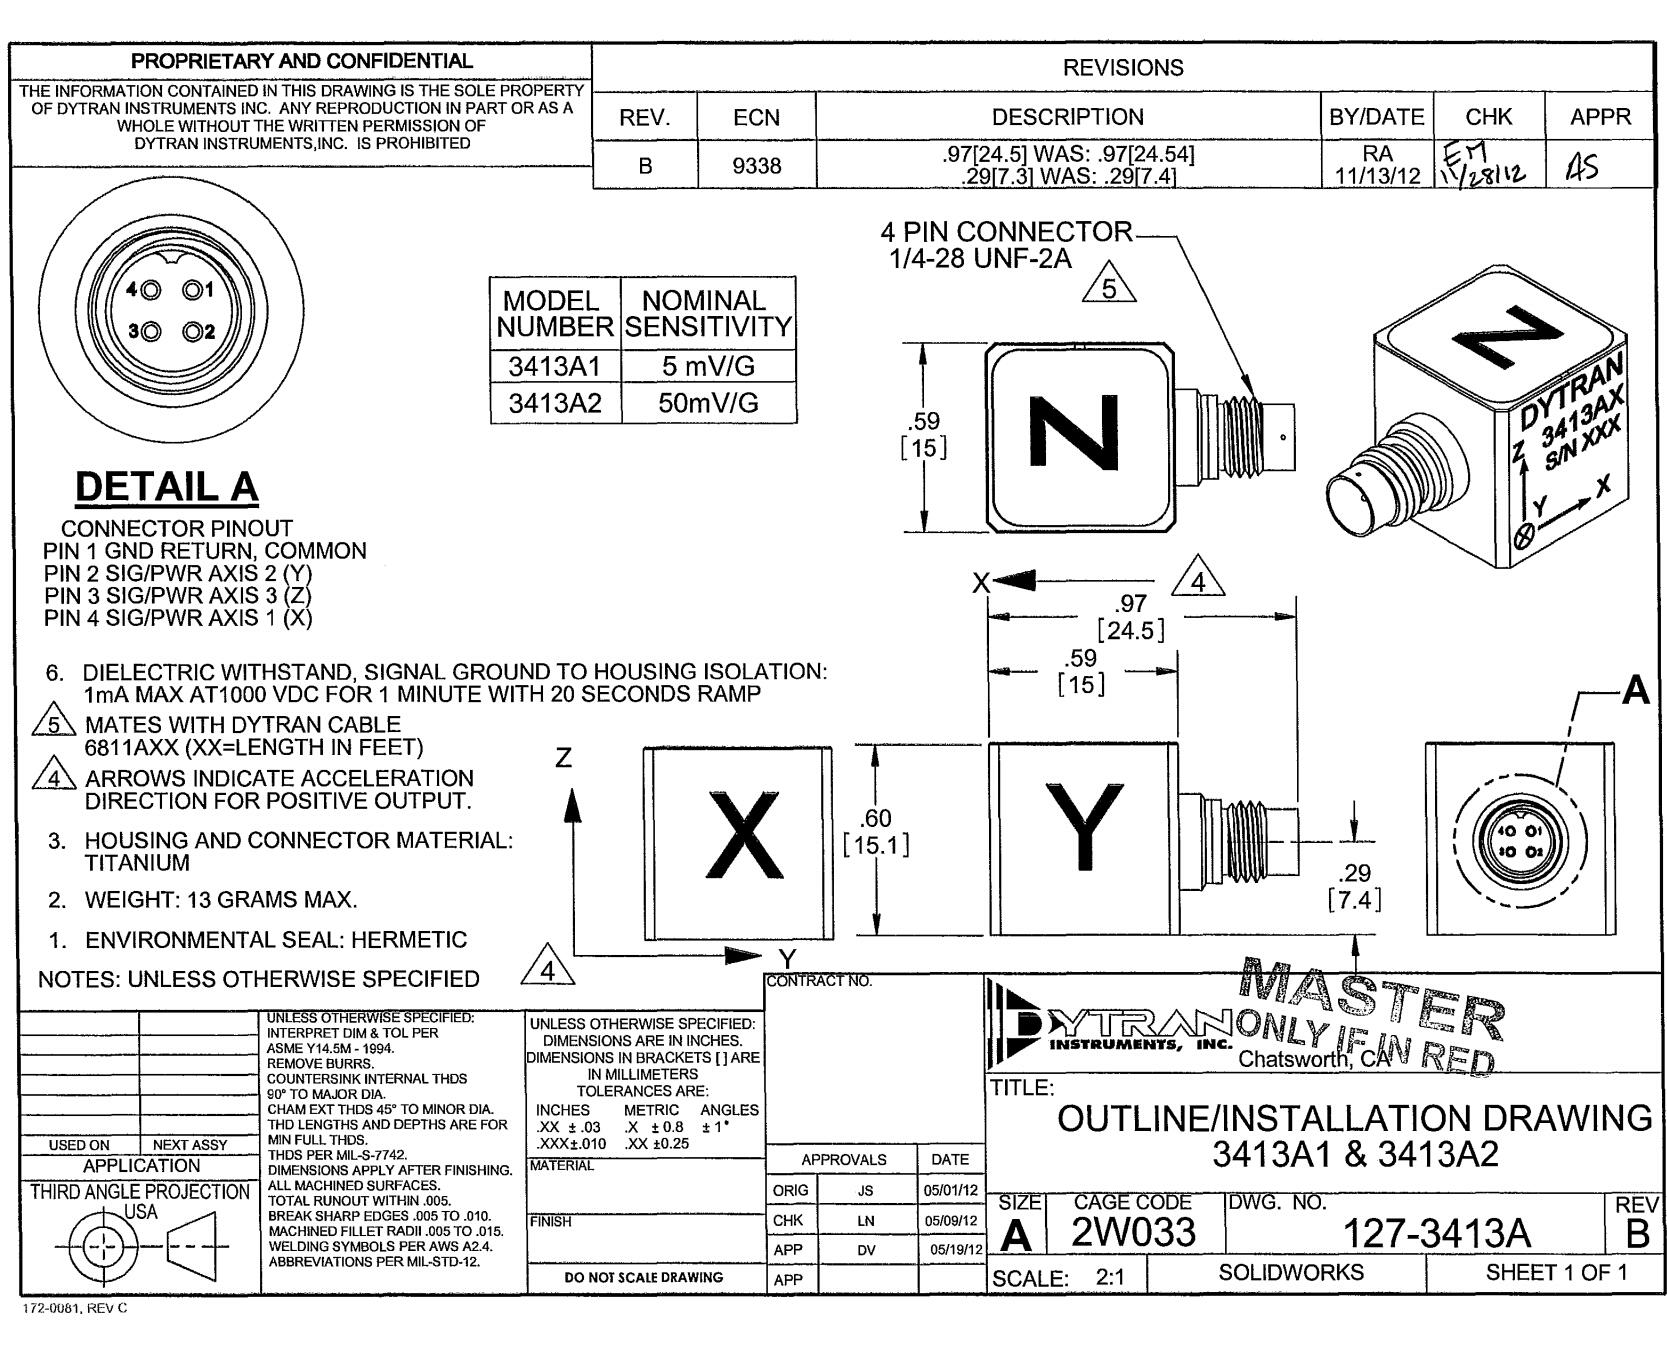 PROPRIETARY AND CONFIDENTIAL
THE INFORMATION CONTAINED IN THIS DRAWING IS THE SOLE PROPERTY
OF DYTRAN INSTRUMENTS INC. ANY REPRODUCTION IN PART OR AS A
WHOLE WITHOUT THE WRITTEN PERMISSION OF
DYTRAN INSTRUMENTS,INC. IS PROHIBITED
REVISIONS
REV. ECN DESCRIPTION BY/DATE CHK APPR
B 9338 .97[24.5] WAS: .97[24.54] RA EM AS
.29[7.3] WAS: .29[7.4] 11/13/12 11/28/12
4 1
3 2
DETAIL A
CONNECTOR PINOUT
PIN 1 GND RETURN, COMMON
PIN 2 SIG/PWR AXIS 2 (Y)
PIN 3 SIG/PWR AXIS 3 (Z)
PIN 4 SIG/PWR AXIS 1 (X)
MODEL NUMBER NOMINAL SENSITIVITY
3413A1 5 mV/G
3413A2 50mV/G
4 PIN CONNECTOR
1/4-28 UNF-2A
5
.59
[15]
N
N
DYTRAN
3413AX
S/N XXX
Z
Y
X
X
4
.97
[24.5]
.59
[15]
6. DIELECTRIC WITHSTAND, SIGNAL GROUND TO HOUSING ISOLATION:
1mA MAX AT1000 VDC FOR 1 MINUTE WITH 20 SECONDS RAMP
5 MATES WITH DYTRAN CABLE
6811AXX (XX=LENGTH IN FEET)
4 ARROWS INDICATE ACCELERATION
DIRECTION FOR POSITIVE OUTPUT.
3. HOUSING AND CONNECTOR MATERIAL:
TITANIUM
2. WEIGHT: 13 GRAMS MAX.
1. ENVIRONMENTAL SEAL: HERMETIC
NOTES: UNLESS OTHERWISE SPECIFIED
Z
X
.60
[15.1]
Y
.29
[7.4]
A
4 1
3 2
4
Y
USED ON NEXT ASSY
APPLICATION
THIRD ANGLE PROJECTION
USA
UNLESS OTHERWISE SPECIFIED:
INTERPRET DIM & TOL PER
ASME Y14.5M - 1994.
REMOVE BURRS.
COUNTERSINK INTERNAL THDS
90° TO MAJOR DIA.
CHAM EXT THDS 45° TO MINOR DIA.
THD LENGTHS AND DEPTHS ARE FOR
MIN FULL THDS.
THDS PER MIL-S-7742.
DIMENSIONS APPLY AFTER FINISHING.
ALL MACHINED SURFACES.
TOTAL RUNOUT WITHIN .005.
BREAK SHARP EDGES .005 TO .010.
MACHINED FILLET RADII .005 TO .015.
WELDING SYMBOLS PER AWS A2.4.
ABBREVIATIONS PER MIL-STD-12.
UNLESS OTHERWISE SPECIFIED:
DIMENSIONS ARE IN INCHES.
DIMENSIONS IN BRACKETS [ ] ARE
IN MILLIMETERS
TOLERANCES ARE:
INCHES METRIC ANGLES
.XX ± .03 .X ± 0.8 ± 1°
.XXX±.010 .XX ±0.25
MATERIAL
FINISH
DO NOT SCALE DRAWING
CONTRACT NO.
APPROVALS DATE
ORIG JS 05/01/12
CHK LN 05/09/12
APP DV 05/19/12
APP
DYTRAN
INSTRUMENTS, INC.
Chatsworth, CA
MASTER
ONLY IF IN RED
TITLE:
OUTLINE/INSTALLATION DRAWING
3413A1 & 3413A2
SIZE CAGE CODE DWG. NO. REV
A 2W033 127-3413A B
SCALE: 2:1 SOLIDWORKS SHEET 1 OF 1
172-0081, REV C